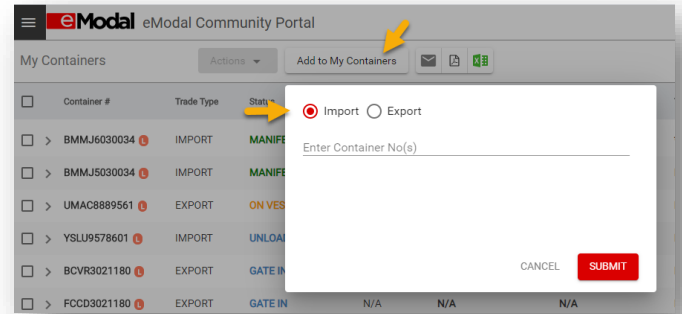 eModal eModal Community Portal
My Containers Actions Add to My Containers
Container # Trade Type Status
Import Export
Enter Container No(s)
BMMJ6030034 L IMPORT MANIFE
BMMJ5030034 L IMPORT MANIFE
UMAC8889561 L EXPORT ON VES
YSLU9578601 L IMPORT UNLOA
BCVR3021180 L EXPORT GATE IN
CANCEL SUBMIT
FCCD3021180 L EXPORT GATE IN N/A N/A N/A